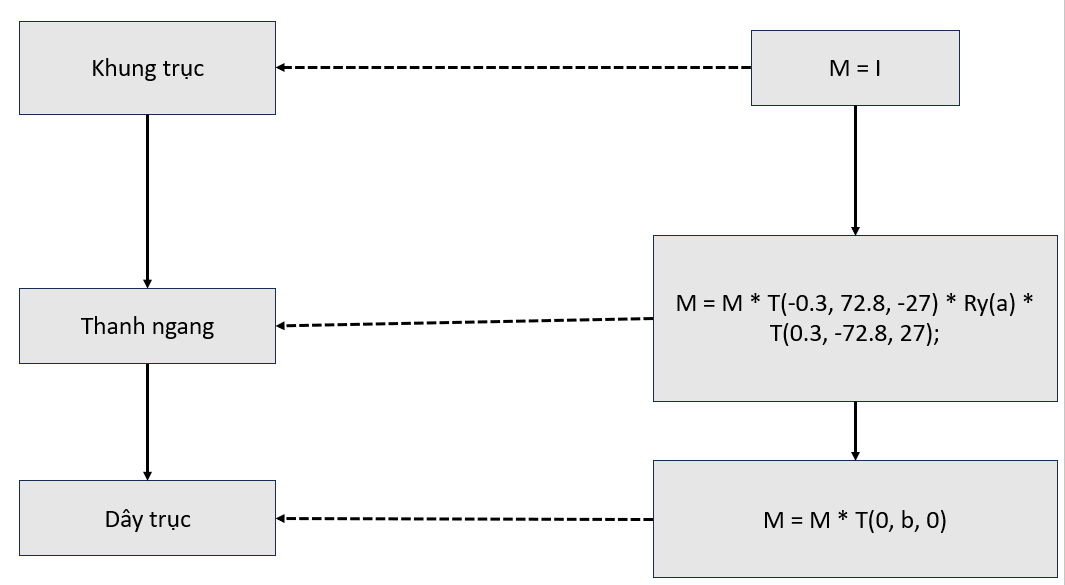 Khung trục
M = I
Thanh ngang
M = M * T(-0.3, 72.8, -27) * Ry(a) *
T(0.3, -72.8, 27);
Dây trục
M = M * T(0, b, 0)